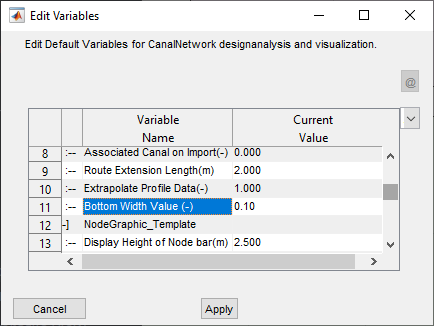 Edit Variables
Edit Default Variables for CanalNetwork designanalysis and visualization.
@
Variable Name Current Value
8 :-- Associated Canal on Import(-) 0.000
9 :-- Route Extension Length(m) 2.000
10 :-- Extrapolate Profile Data(-) 1.000
11 :-- Bottom Width Value (-) 0.10
12 -] NodeGraphic_Template
13 :-- Display Height of Node bar(m) 2.500
Cancel Apply